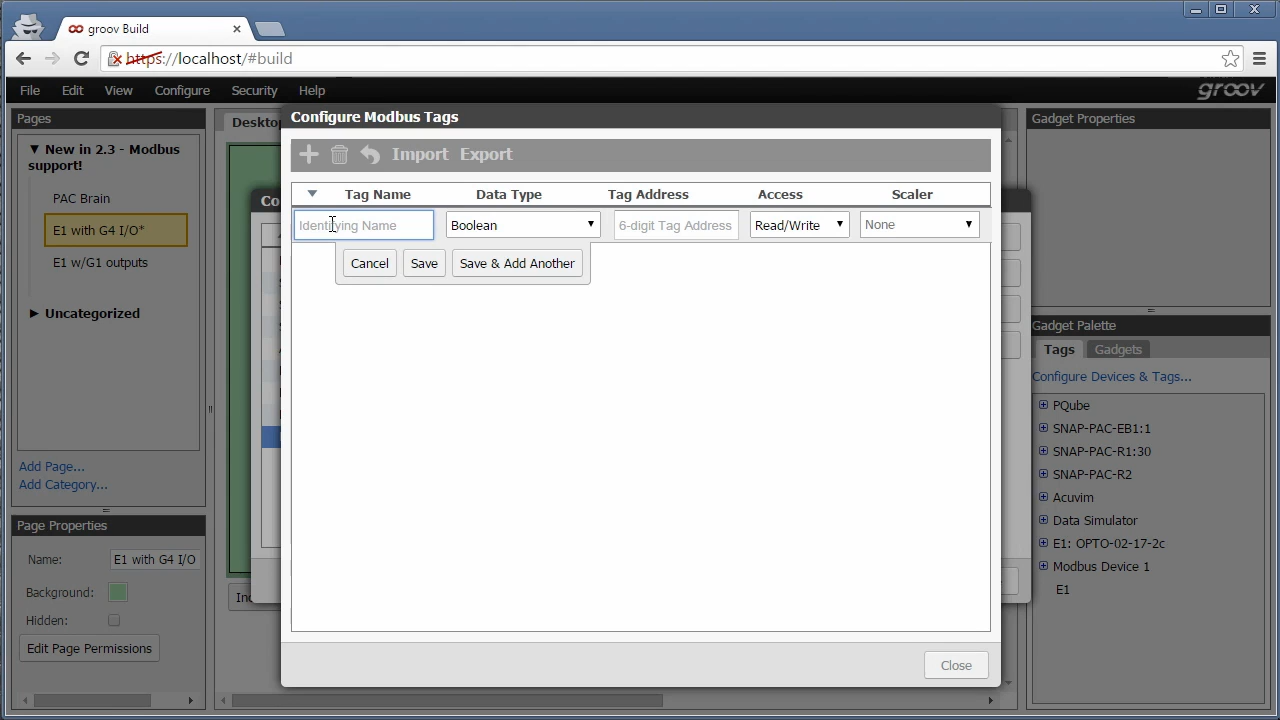 groov Build
https://localhost/#build
File Edit View Configure Security Help
groov
Pages
▼ New in 2.3 - Modbus
support!
PAC Brain
E1 with G4 I/O*
E1 w/G1 outputs
▶ Uncategorized
Add Page...
Add Category...
Page Properties
Name: E1 with G4 I/O
Background:
Hidden:
Edit Page Permissions
Deskto
Co
Configure Modbus Tags
Import Export
Tag Name Data Type Tag Address Access Scaler
Identifying Name Boolean 6-digit Tag Address Read/Write None
Cancel Save Save & Add Another
Close
Gadget Properties
Gadget Palette
Tags Gadgets
Configure Devices & Tags...
PQube
SNAP-PAC-EB1:1
SNAP-PAC-R1:30
SNAP-PAC-R2
Acuvim
Data Simulator
E1: OPTO-02-17-2c
Modbus Device 1
E1